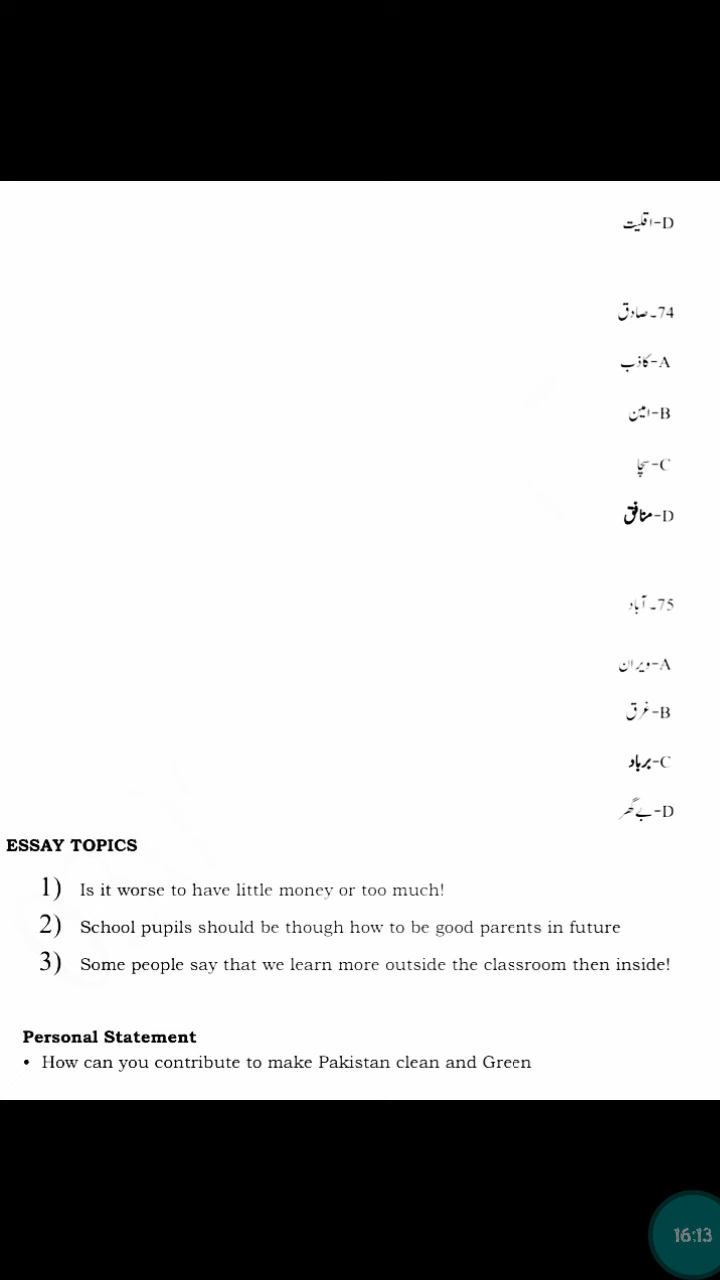 D-اقلیت
74۔صادق
A-کاذب
B-امین
C-سچا
D-منافق
75۔آباد
A-ویران
B-غرق
C-برباد
D-بے گھر
ESSAY TOPICS
1) Is it worse to have little money or too much!
2) School pupils should be though how to be good parents in future
3) Some people say that we learn more outside the classroom then inside!
Personal Statement
• How can you contribute to make Pakistan clean and Green
16:13